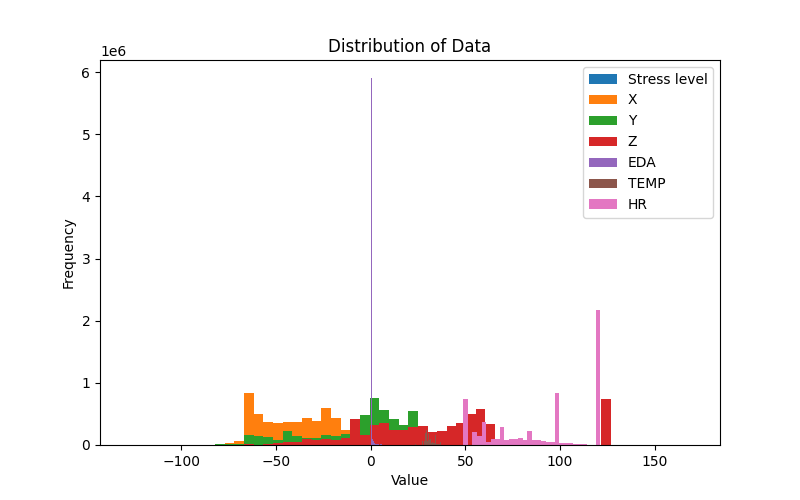 Distribution of Data
1e6
6
5
4
3
2
1
0
Frequency
−100
−50
0
50
100
150
Value
Stress level
X
Y
Z
EDA
TEMP
HR